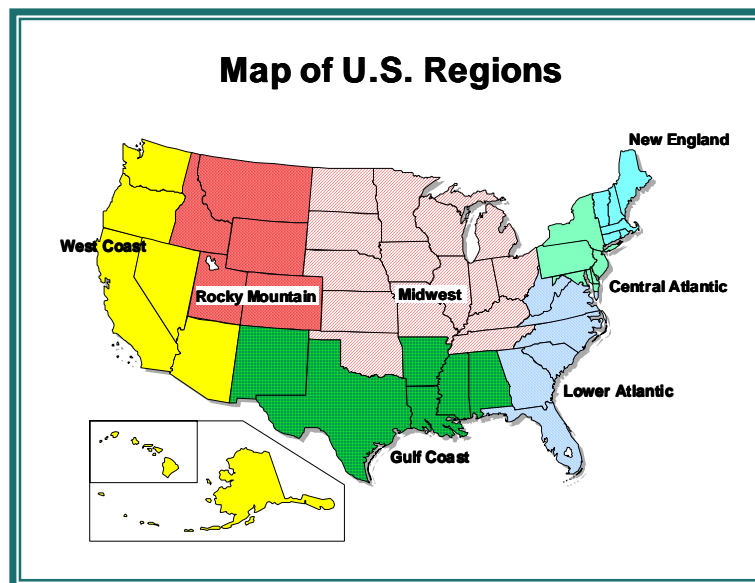 Map of U.S. Regions
New England
West Coast
Rocky Mountain
Midwest
Central Atlantic
Lower Atlantic
Gulf Coast